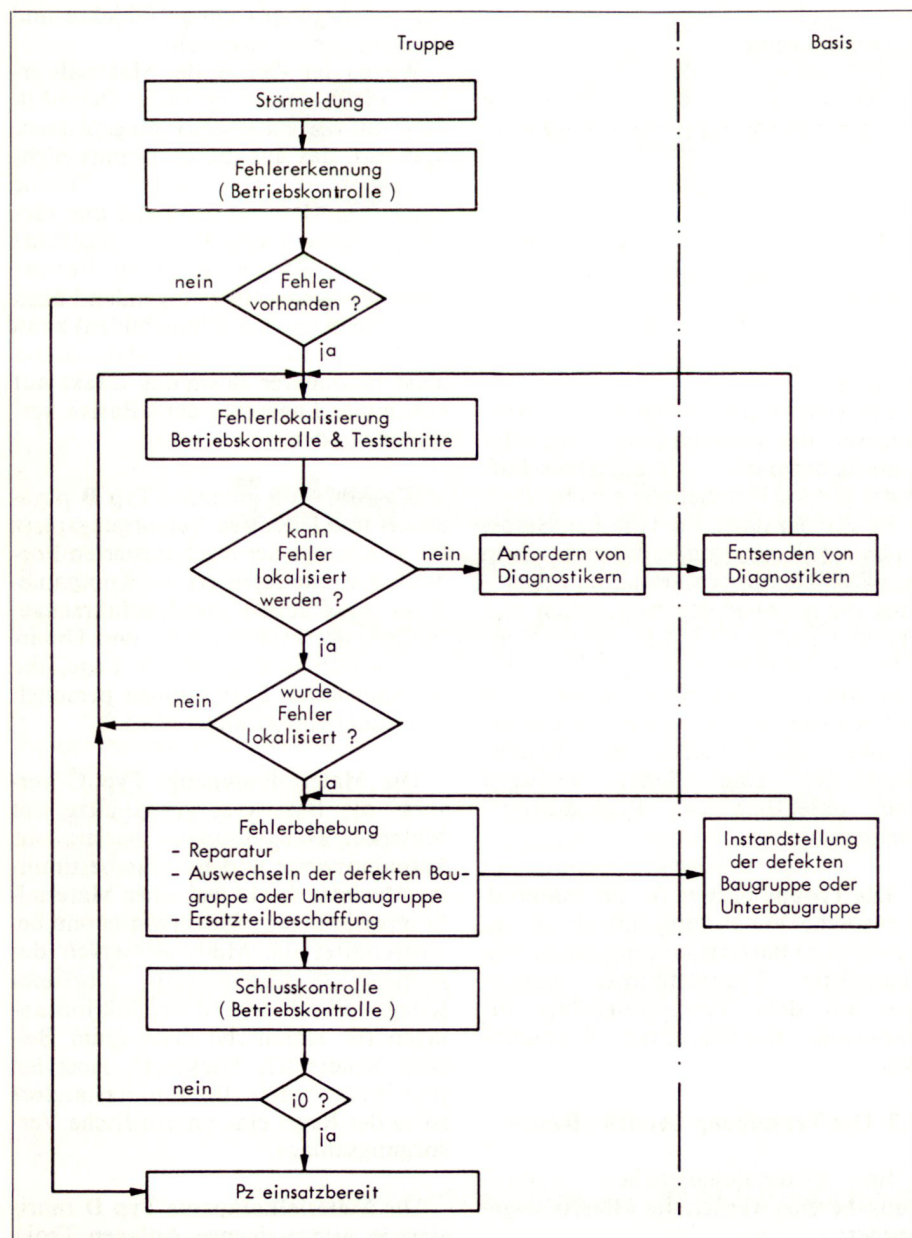 Truppe
Basis
Störmeldung
Fehlererkennung
( Betriebskontrolle )
nein
Fehler
vorhanden ?
ja
Fehlerlokalisierung
Betriebskontrolle & Testschritte
kann
Fehler
lokalisiert
werden ?
nein
Anfordern von
Diagnostikern
Entsenden von
Diagnostikern
ja
nein
wurde
Fehler
lokalisiert ?
ja
Fehlerbehebung
- Reparatur
- Auswechseln der defekten Bau-
gruppe oder Unterbaugruppe
- Ersatzteilbeschaffung
Instandstellung
der defekten
Baugruppe oder
Unterbaugruppe
Schlusskontrolle
( Betriebskontrolle )
nein
i0 ?
ja
Pz einsatzbereit